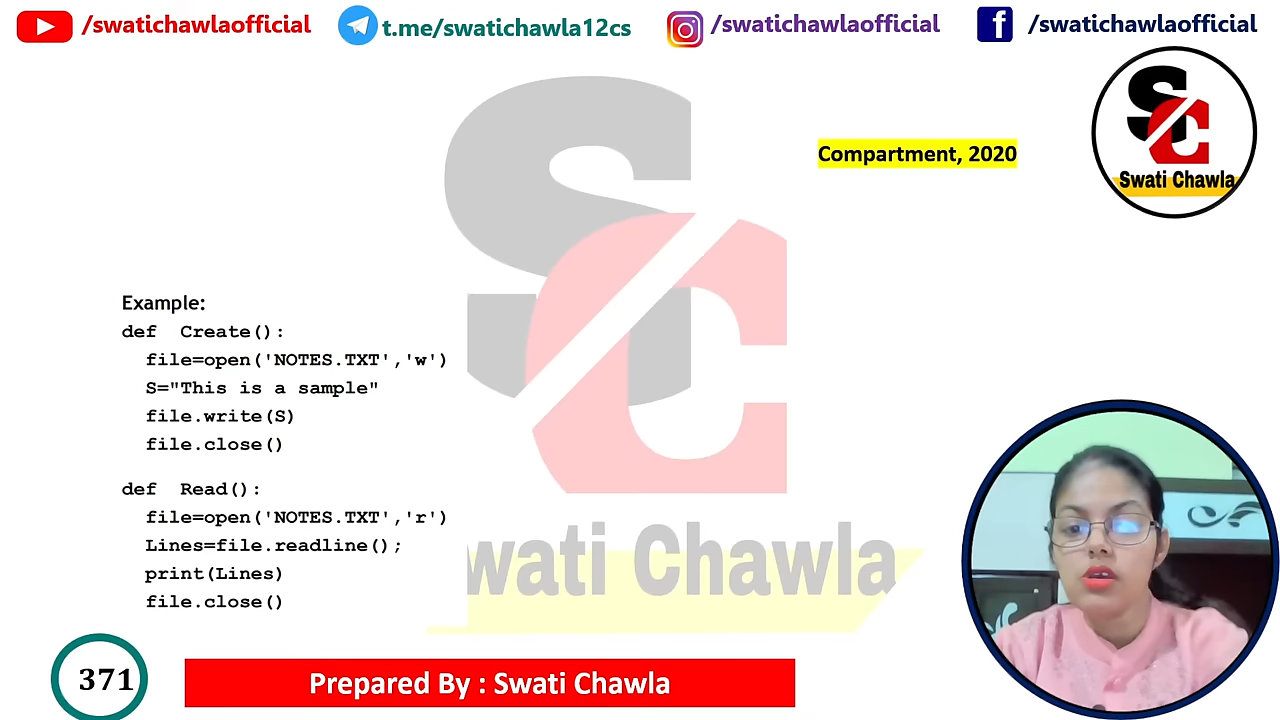 /swatichawlaofficial
t.me/swatichawla12cs
/swatichawlaofficial
/swatichawlaofficial
Compartment, 2020
SC
Swati Chawla
Example:
def  Create():
  file=open('NOTES.TXT','w')
  S="This is a sample"
  file.write(S)
  file.close()
def  Read():
  file=open('NOTES.TXT','r')
  Lines=file.readline();
  print(Lines)
  file.close()
SC
wati Chawla
371
Prepared By : Swati Chawla